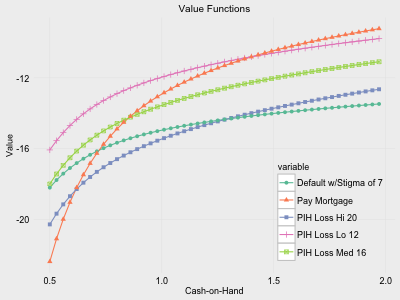 Value Functions
Value
-12
-16
-20
0.5
1.0
1.5
2.0
Cash-on-Hand
variable
Default w/Stigma of 7
Pay Mortgage
PIH Loss Hi 20
PIH Loss Lo 12
PIH Loss Med 16